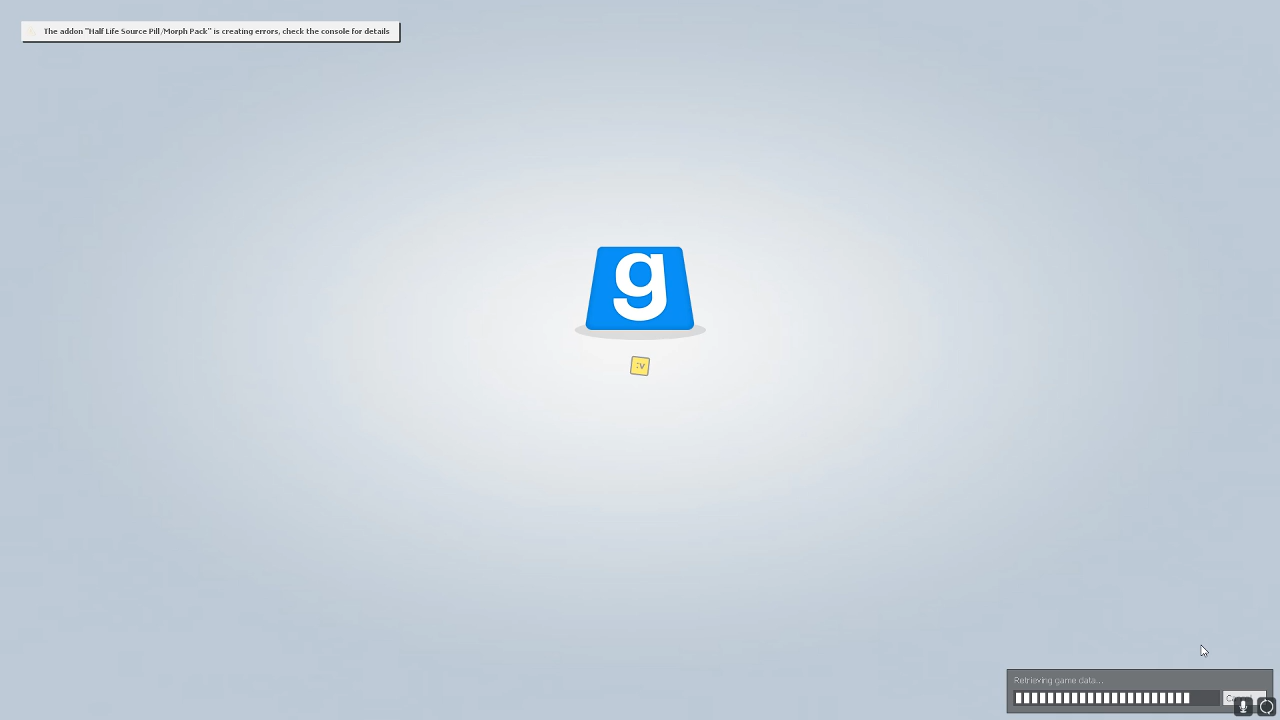 The addon "Half Life Source Pill/Morph Pack" is creating errors, check the console for details
g
:v
Retrieving game data...